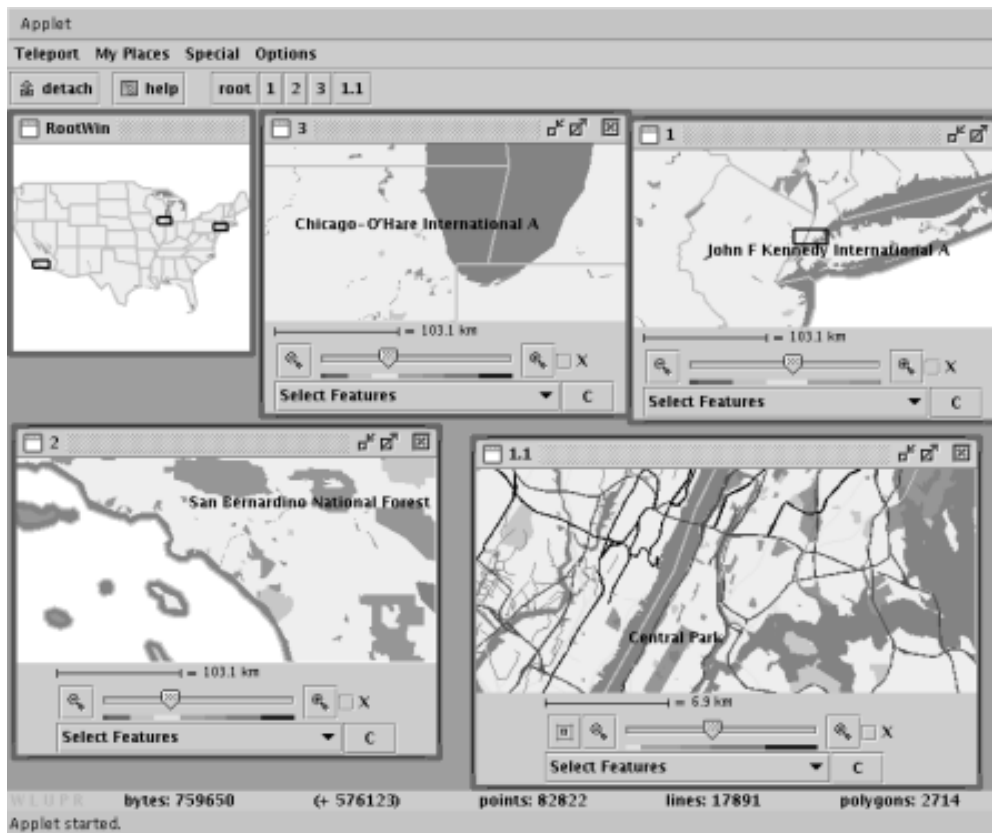 Applet
Teleport My Places Special Options
detach help root 1 2 3 1.1
RootWin
3
Chicago-O'Hare International A
= 103.1 km
X
Select Features C
1
John F Kennedy International A
= 103.1 km
X
Select Features C
2
San Bernardino National Forest
= 103.1 km
X
Select Features C
1.1
Central Park
= 6.9 km
X
Select Features C
W L U P R bytes: 759650 (+ 576123) points: 82822 lines: 17891 polygons: 2714
Applet started.